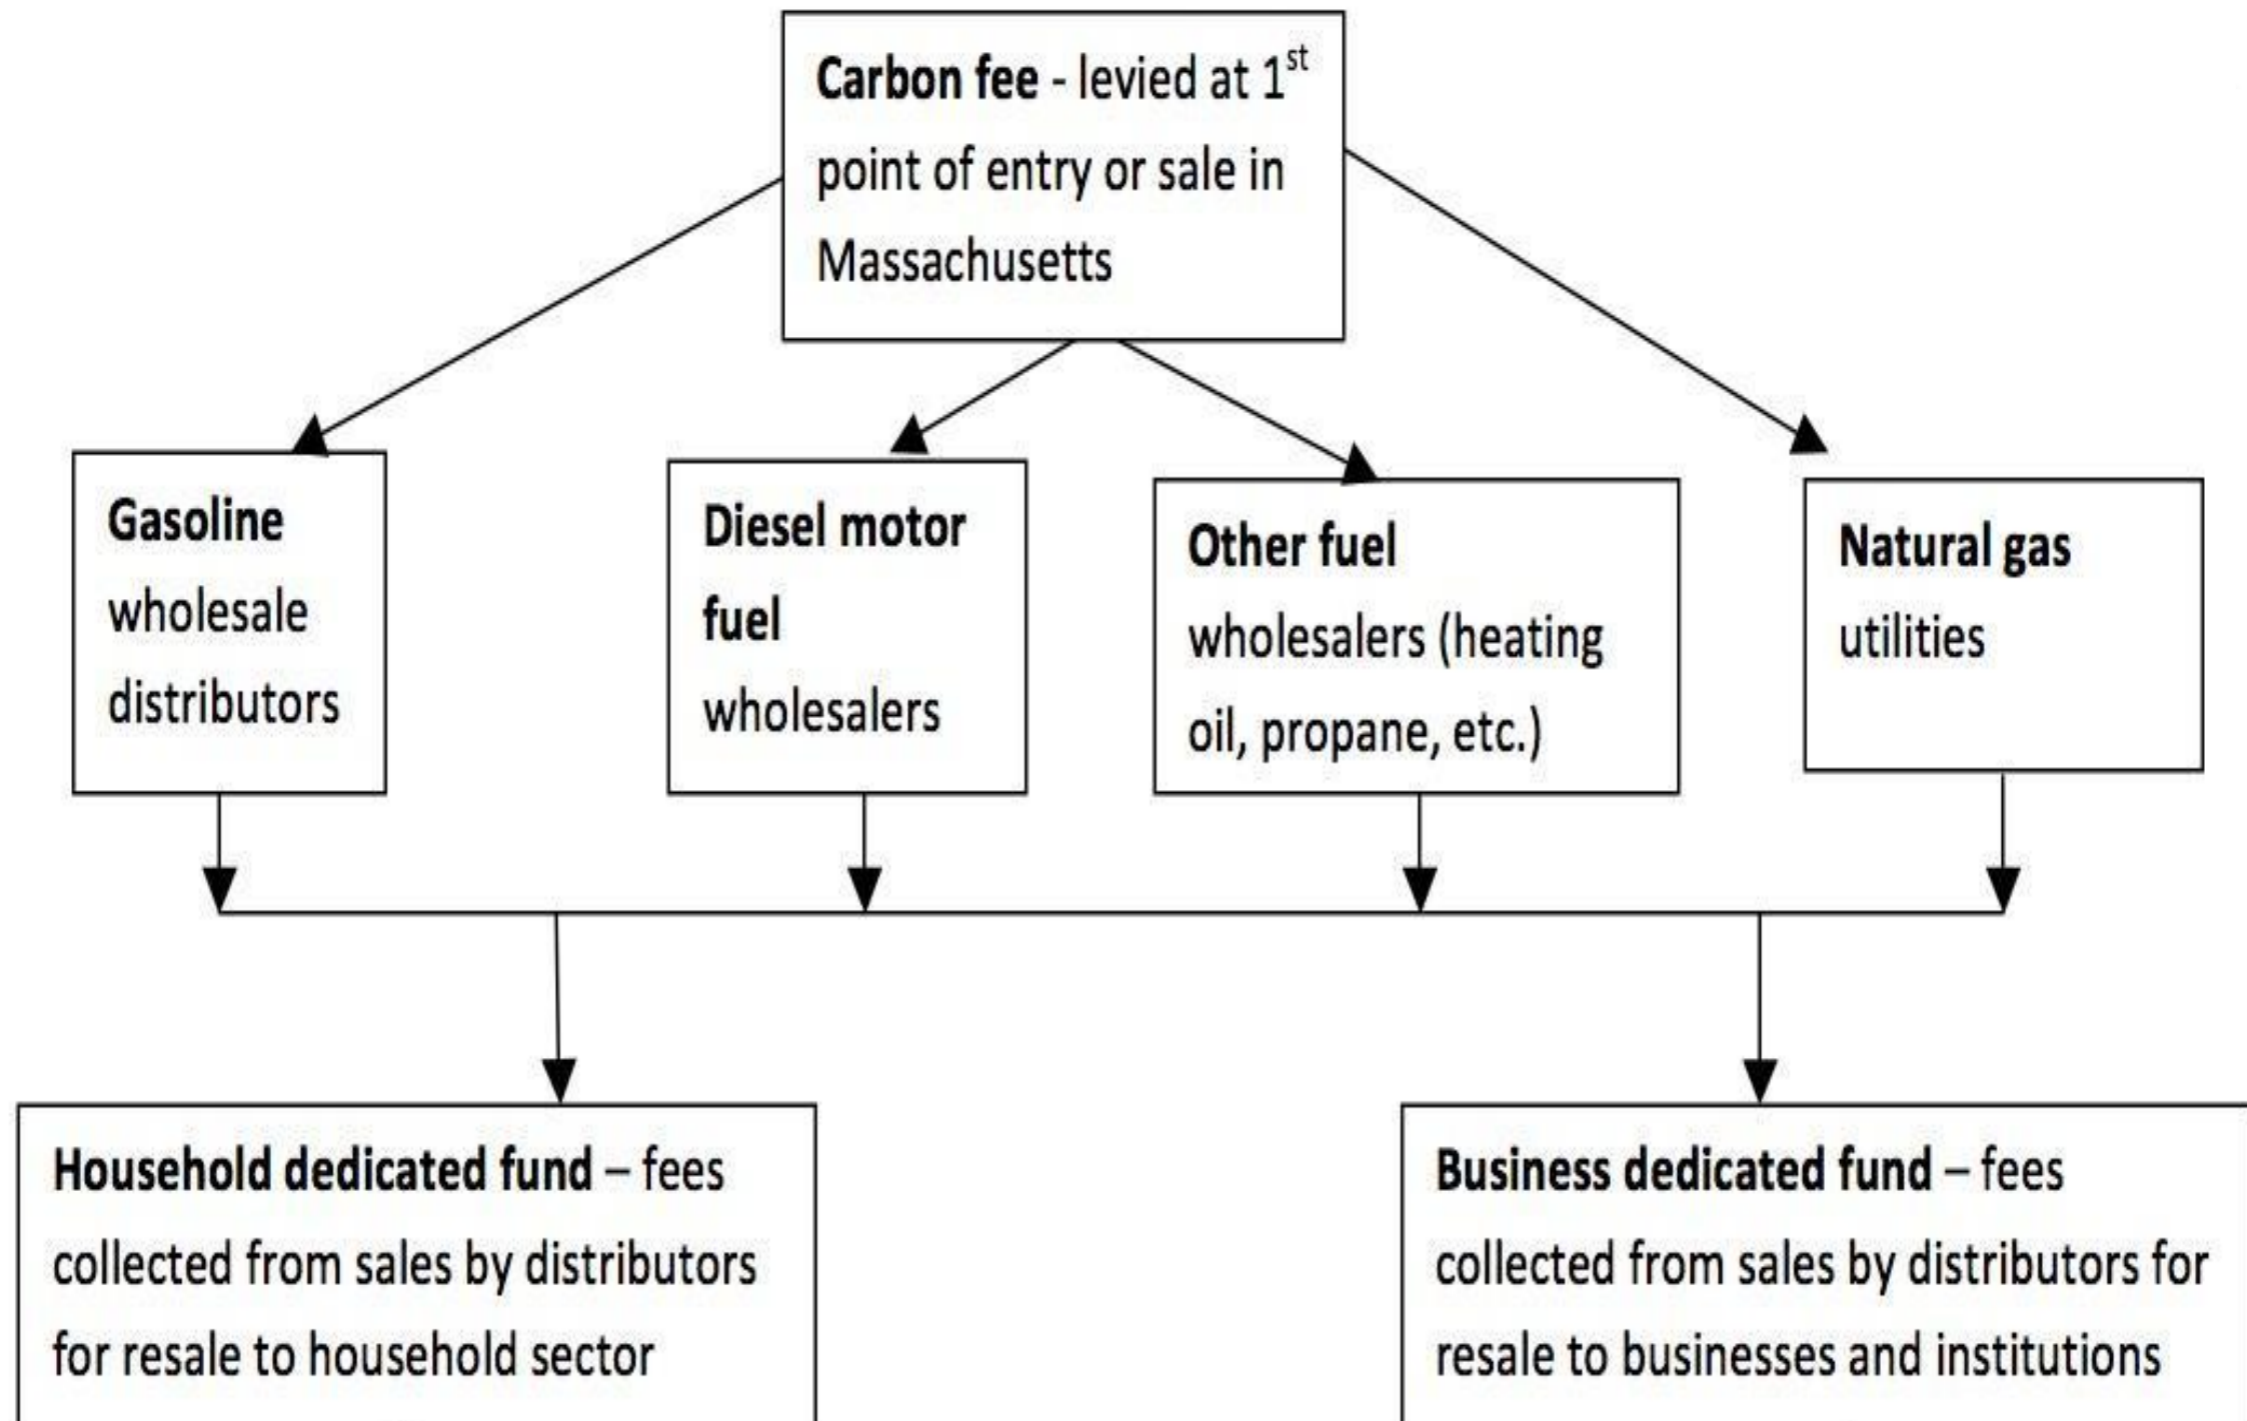 Carbon fee - levied at 1st
point of entry or sale in
Massachusetts
Gasoline
wholesale
distributors
Diesel motor
fuel
wholesalers
Other fuel
wholesalers (heating
oil, propane, etc.)
Natural gas
utilities
Household dedicated fund – fees
collected from sales by distributors
for resale to household sector
Business dedicated fund – fees
collected from sales by distributors for
resale to businesses and institutions